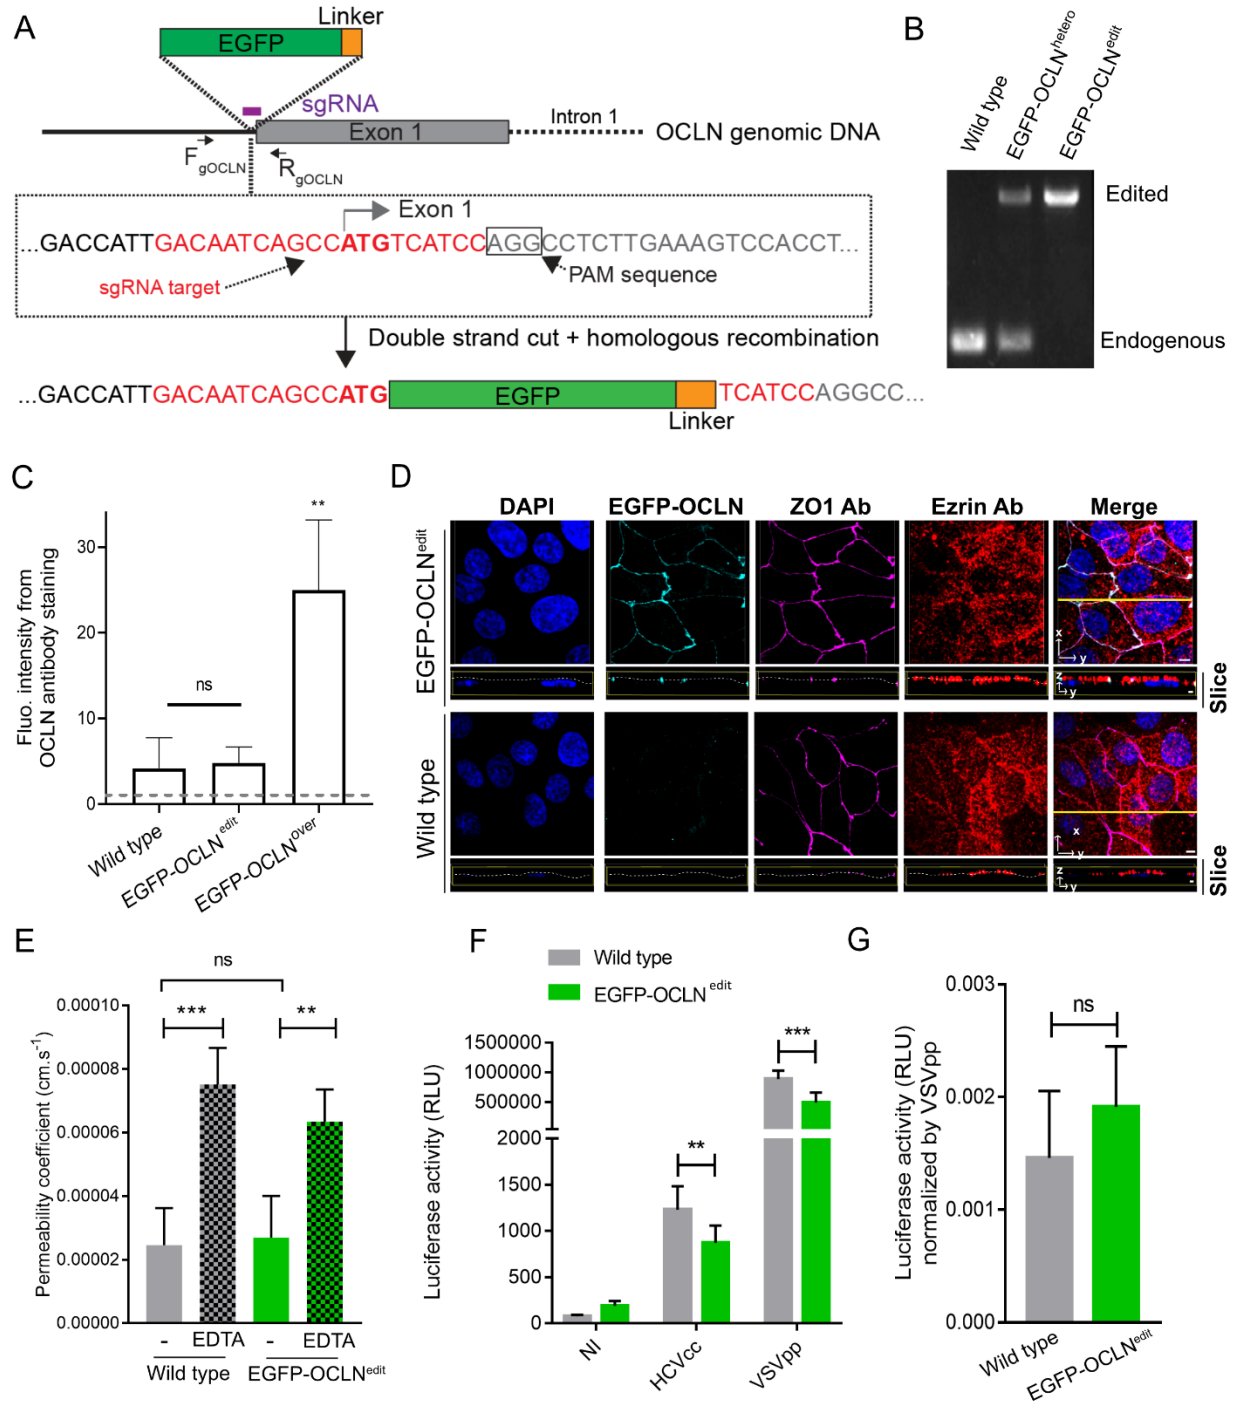 A
Linker
EGFP
sgRNA
Exon 1
Intron 1
OCLN genomic DNA
FgOCLN
RgOCLN
Exon 1
...GACCATTGACAATCAGCCATGTCATCCAGGCCTCTTGAAAGTCCACCT...
sgRNA target
PAM sequence
Double strand cut + homologous recombination
...GACCATTGACAATCAGCCATG EGFP TCATCCAGGCC...
Linker
B
Wild type
EGFP-OCLNhetero
EGFP-OCLNedit
Edited
Endogenous
C
Fluo. intensity from
OCLN antibody staining
30
20
10
0
ns
**
Wild type
EGFP-OCLNedit
EGFP-OCLNover
D
DAPI EGFP-OCLN ZO1 Ab Ezrin Ab Merge
EGFP-OCLNedit
x
y
z
y
Slice
Wild type
x
y
z
y
Slice
E
Permeability coefficient (cm.s-1)
0.00010
0.00008
0.00006
0.00004
0.00002
0.00000
ns
***
**
- EDTA - EDTA
Wild type EGFP-OCLNedit
F
Wild type
EGFP-OCLNedit
Luciferase activity (RLU)
1500000
1000000
500000
2000
1500
1000
500
0
**
***
NI
HCVcc
VSVpp
G
Luciferase activity (RLU)
normalized by VSVpp
0.003
0.002
0.001
0.000
ns
Wild type
EGFP-OCLNedit